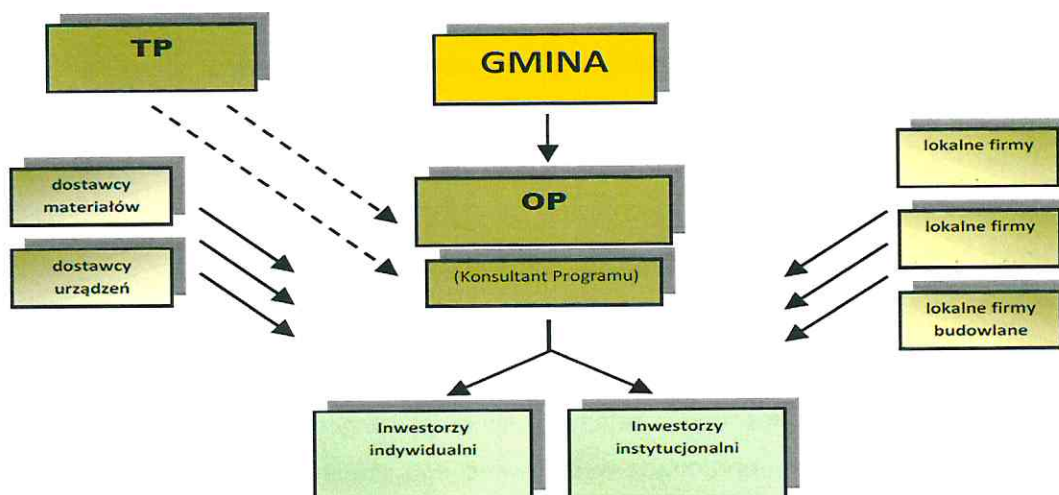 TP
GMINA
dostawcy
materiałów
dostawcy
urządzeń
OP
(Konsultant Programu)
lokalne firmy
lokalne firmy
lokalne firmy
budowlane
Inwestorzy
indywidualni
Inwestorzy
instytucjonalni